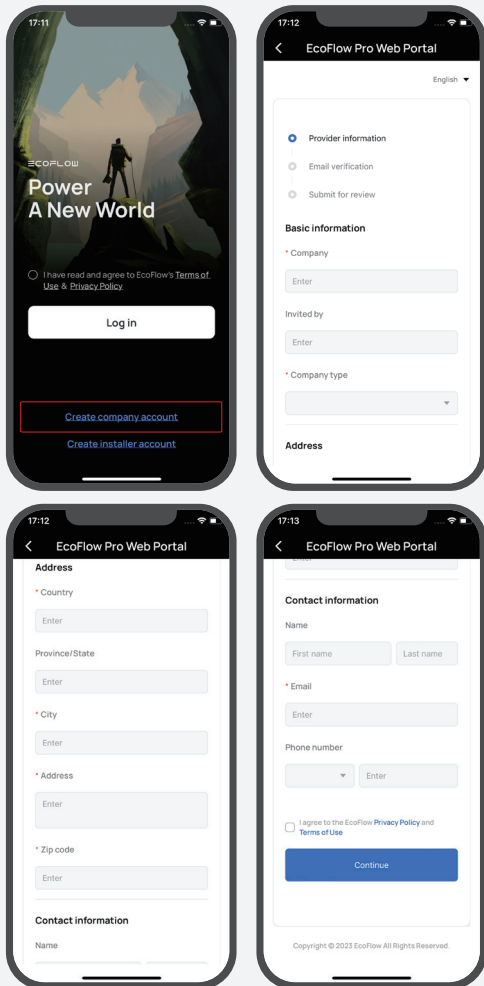 17:11
ECOFLOW
Power
A New World
I have read and agree to EcoFlow's Terms of
Use & Privacy Policy
Log in
Create company account
Create installer account
17:12
EcoFlow Pro Web Portal
English
Provider information
Email verification
Submit for review
Basic information
* Company
Enter
Invited by
Enter
* Company type
Address
17:12
EcoFlow Pro Web Portal
Address
* Country
Enter
Province/State
Enter
* City
Enter
* Address
Enter
* Zip code
Enter
Contact information
Name
17:13
EcoFlow Pro Web Portal
Contact information
Name
First name Last name
* Email
Enter
Phone number
Enter
I agree to the EcoFlow Privacy Policy and
Terms of Use
Continue
Copyright © 2023 EcoFlow All Rights Reserved.